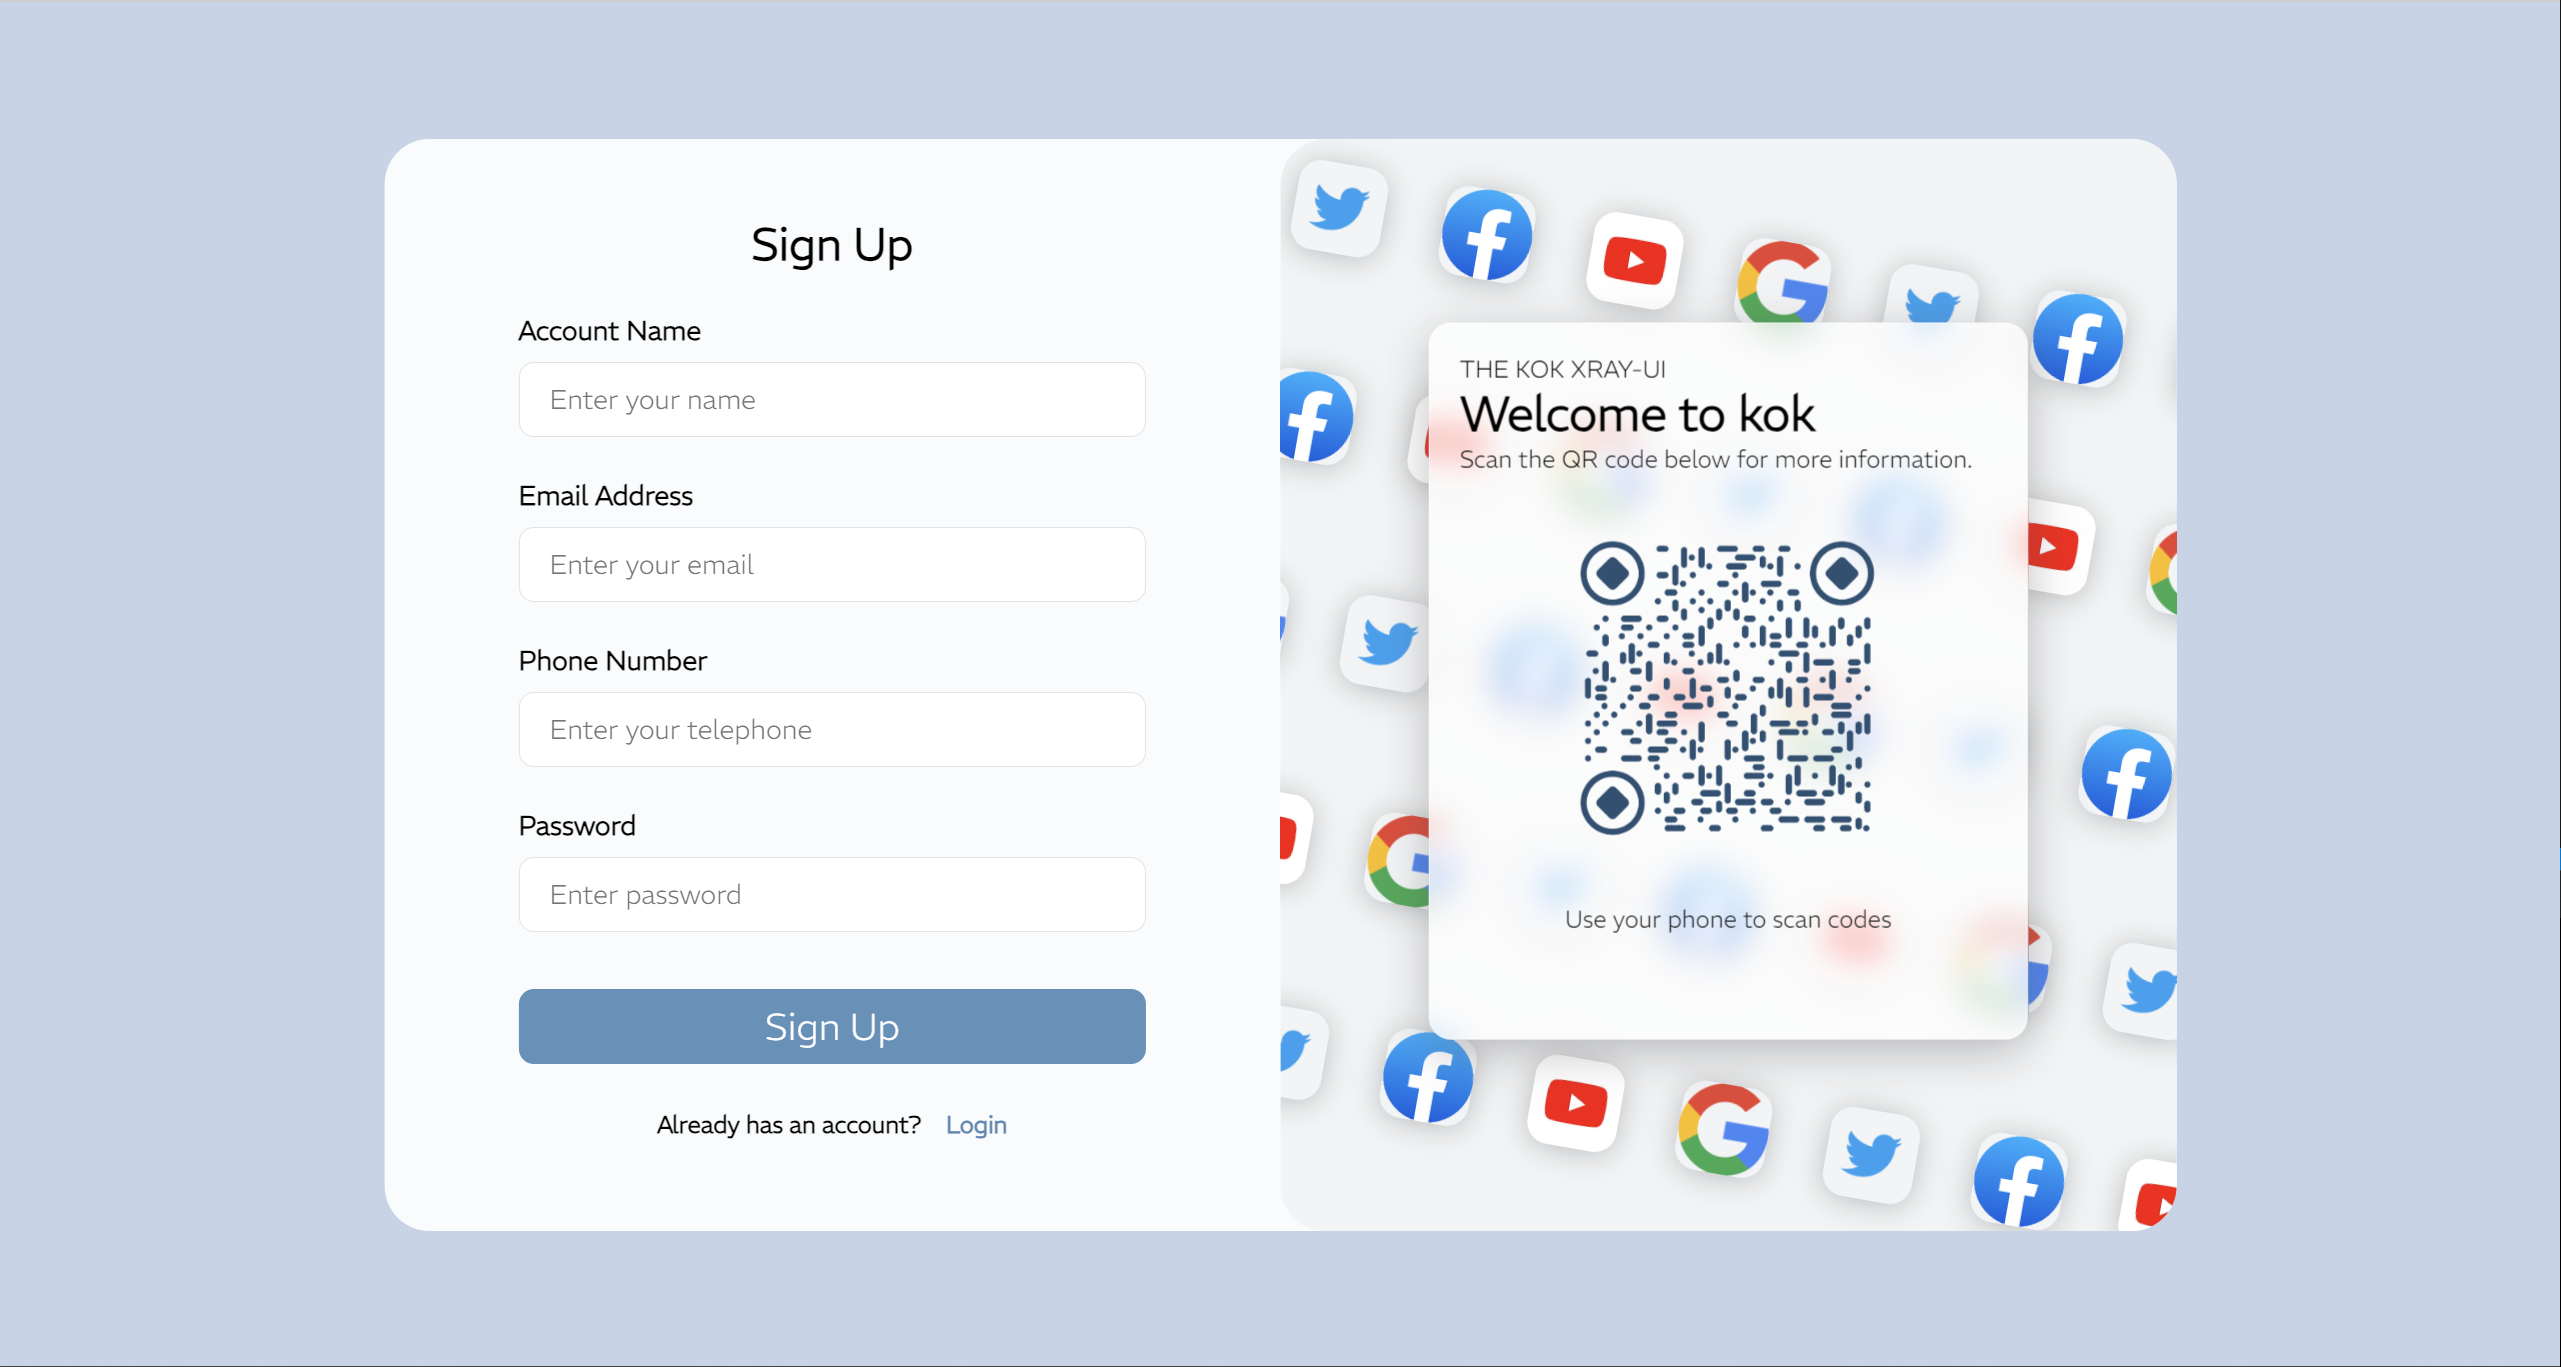 Sign Up
Account Name
Enter your name
Email Address
Enter your email
Phone Number
Enter your telephone
Password
Enter password
Sign Up
Already has an account? Login
THE KOK XRAY-UI
Welcome to kok
Scan the QR code below for more information.
Use your phone to scan codes